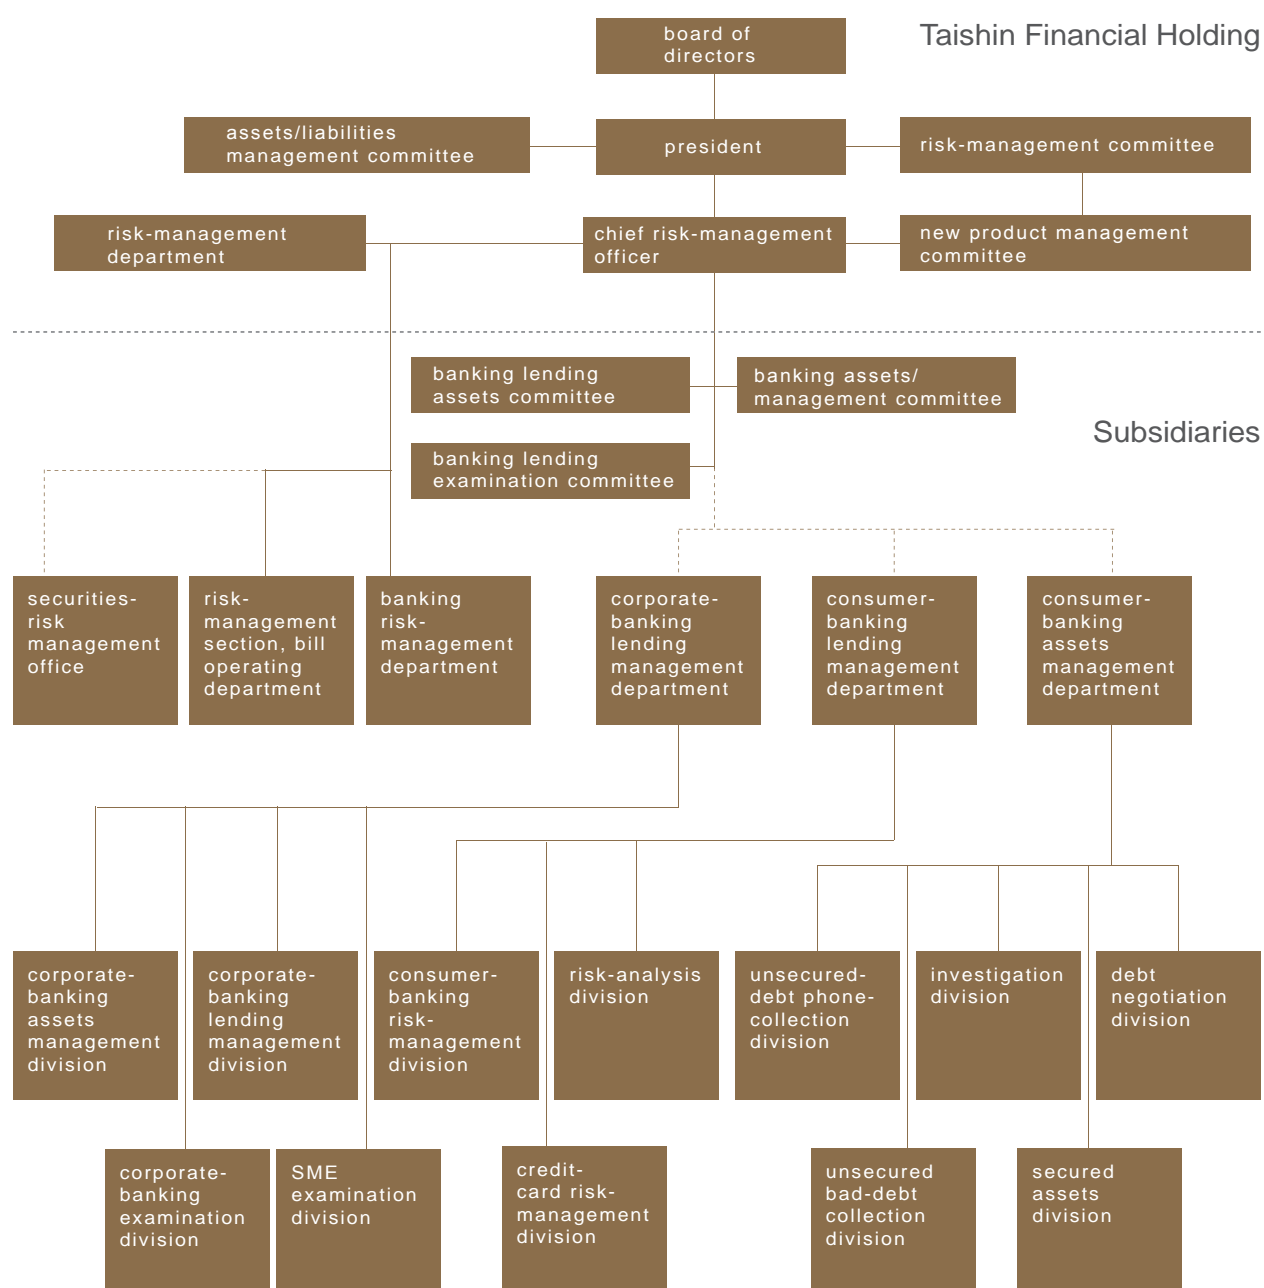 Taishin Financial Holding
board of
directors
assets/liabilities
management committee
president
risk-management committee
risk-management
department
chief risk-management
officer
new product management
committee
banking lending
assets committee
banking assets/
management committee
Subsidiaries
banking lending
examination committee
securities-
risk
management
office
risk-
management
section, bill
operating
department
banking
risk-
management
department
corporate-
banking
lending
management
department
consumer-
banking
lending
management
department
consumer-
banking
assets
management
department
corporate-
banking
assets
management
division
corporate-
banking
lending
management
division
consumer-
banking
risk-
management
division
risk-analysis
division
unsecured-
debt phone-
collection
division
investigation
division
debt
negotiation
division
corporate-
banking
examination
division
SME
examination
division
credit-
card risk-
management
division
unsecured
bad-debt
collection
division
secured
assets
division